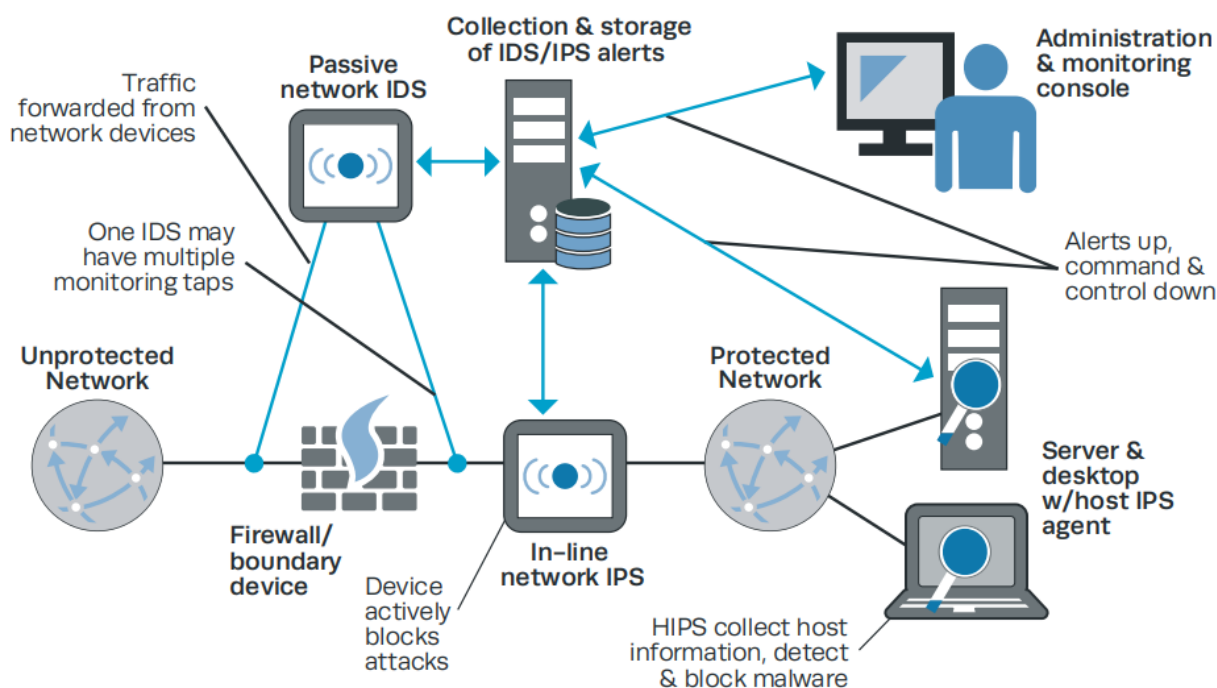 Collection & storage
of IDS/IPS alerts
Administration
& monitoring
console
Passive
network IDS
Traffic
forwarded from
network devices
One IDS may
have multiple
monitoring taps
Alerts up,
command &
control down
Unprotected
Network
Protected
Network
Firewall/
boundary
device
In-line
network IPS
Server &
desktop
w/host IPS
agent
Device
actively
blocks
attacks
HIPS collect host
information, detect
& block malware